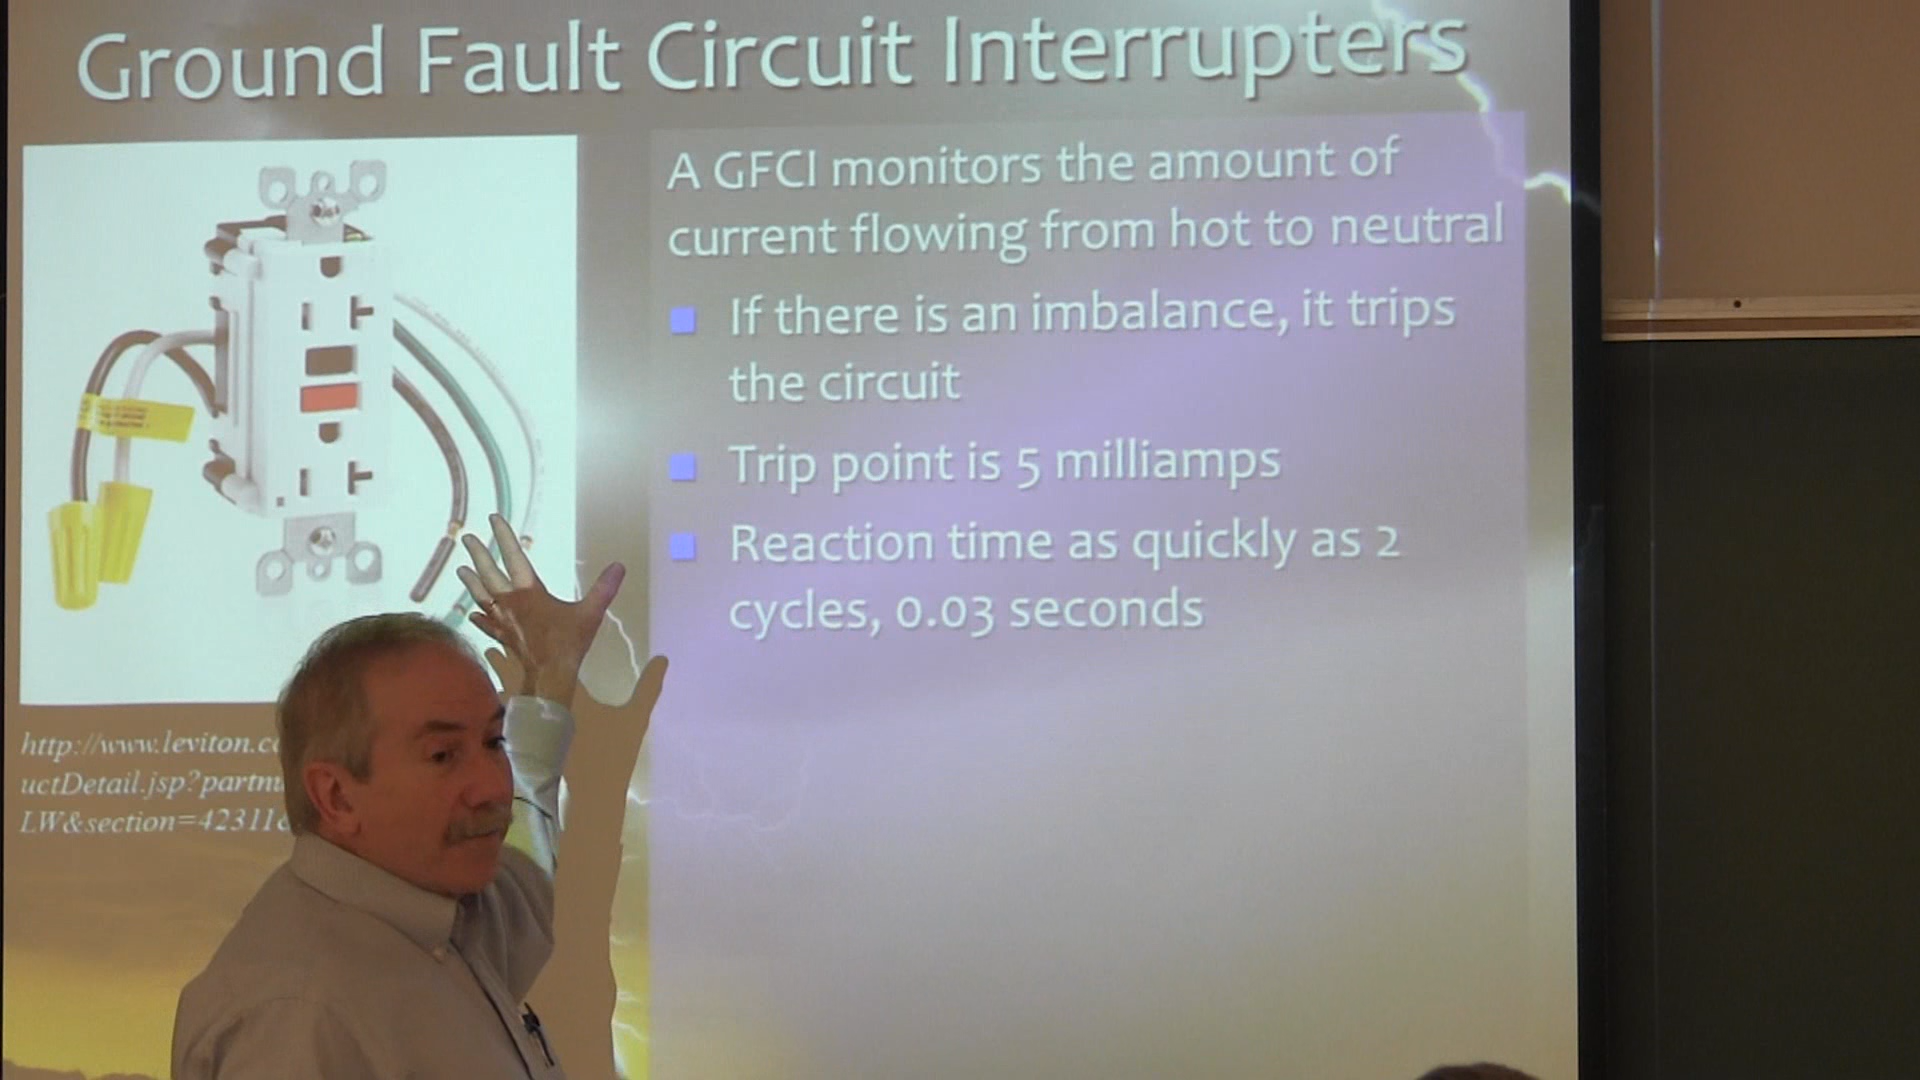 Ground Fault Circuit Interrupters
A GFCI monitors the amount of
current flowing from hot to neutral
If there is an imbalance, it trips
the circuit
Trip point is 5 milliamps
Reaction time as quickly as 2
cycles, 0.03 seconds
http://www.leviton.c
uctDetail.jsp?partnu
LW&section=42311